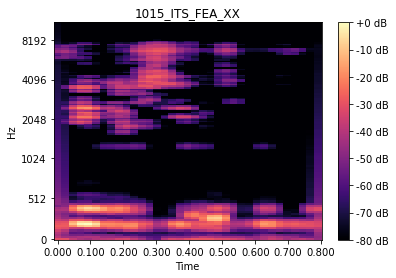 1015_ITS_FEA_XX
8192
4096
2048
1024
512
0
Hz
0.000 0.100 0.200 0.300 0.400 0.500 0.600 0.700 0.800
Time
+0 dB
-10 dB
-20 dB
-30 dB
-40 dB
-50 dB
-60 dB
-70 dB
-80 dB